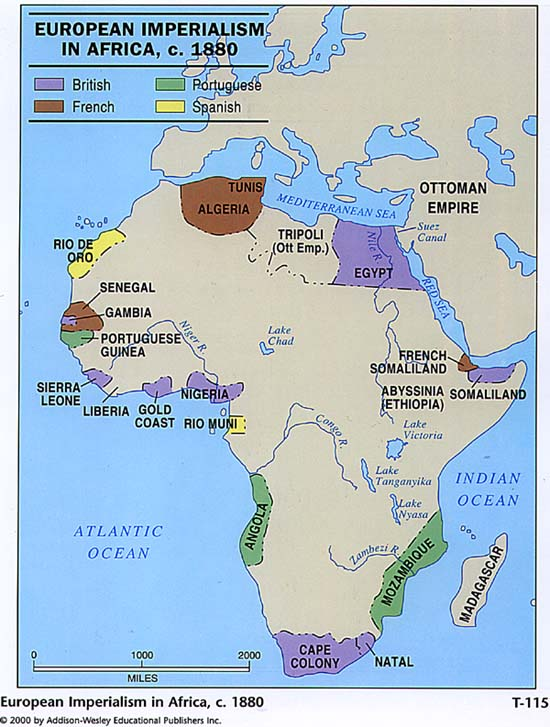 EUROPEAN IMPERIALISM
IN AFRICA, c. 1880
British
Portuguese
French
Spanish
TUNIS
ALGERIA
MEDITERRANEAN SEA
OTTOMAN
EMPIRE
TRIPOLI
(Ott Emp.)
Suez
Canal
Nile R.
EGYPT
RED SEA
RIO DE
ORO
SENEGAL
GAMBIA
PORTUGUESE
GUINEA
Niger R.
Lake
Chad
FRENCH
SOMALILAND
SOMALILAND
ABYSSINIA
(ETHIOPIA)
SIERRA
LEONE
LIBERIA
GOLD
COAST
NIGERIA
RIO MUNI
Congo R.
Lake
Victoria
Lake
Tanganyika
Lake
Nyasa
INDIAN
OCEAN
ATLANTIC
OCEAN
ANGOLA
Zambezi R.
MOZAMBIQUE
MADAGASCAR
CAPE
COLONY
NATAL
0
1000
2000
MILES
European Imperialism in Africa, c. 1880
T-115
© 2000 by Addison-Wesley Educational Publishers Inc.